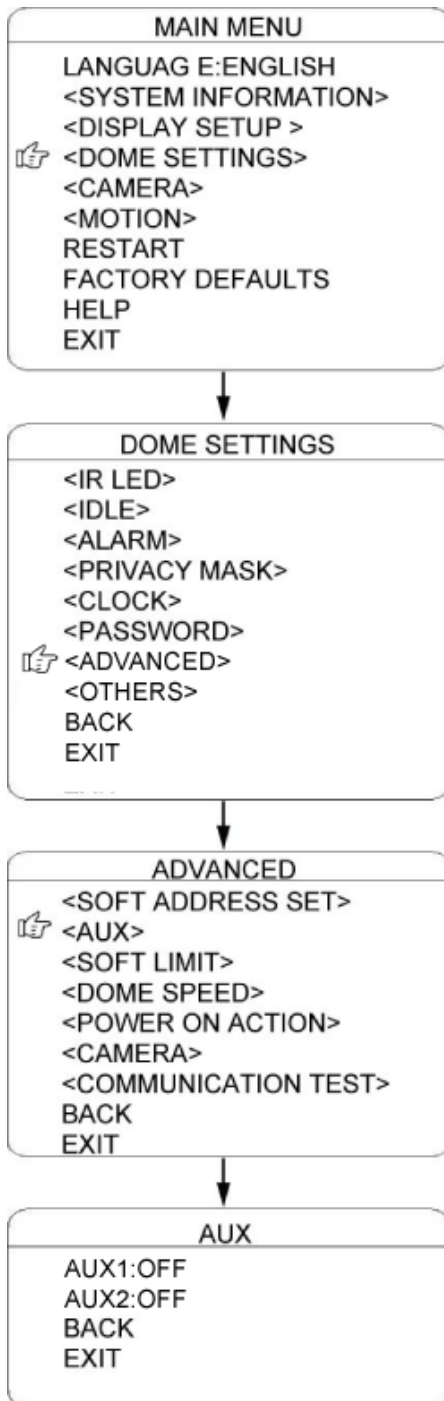 MAIN MENU
LANGUAG E:ENGLISH
<SYSTEM INFORMATION>
<DISPLAY SETUP >
<DOME SETTINGS>
<CAMERA>
<MOTION>
RESTART
FACTORY DEFAULTS
HELP
EXIT
DOME SETTINGS
<IR LED>
<IDLE>
<ALARM>
<PRIVACY MASK>
<CLOCK>
<PASSWORD>
<ADVANCED>
<OTHERS>
BACK
EXIT
ADVANCED
<SOFT ADDRESS SET>
<AUX>
<SOFT LIMIT>
<DOME SPEED>
<POWER ON ACTION>
<CAMERA>
<COMMUNICATION TEST>
BACK
EXIT
AUX
AUX1:OFF
AUX2:OFF
BACK
EXIT